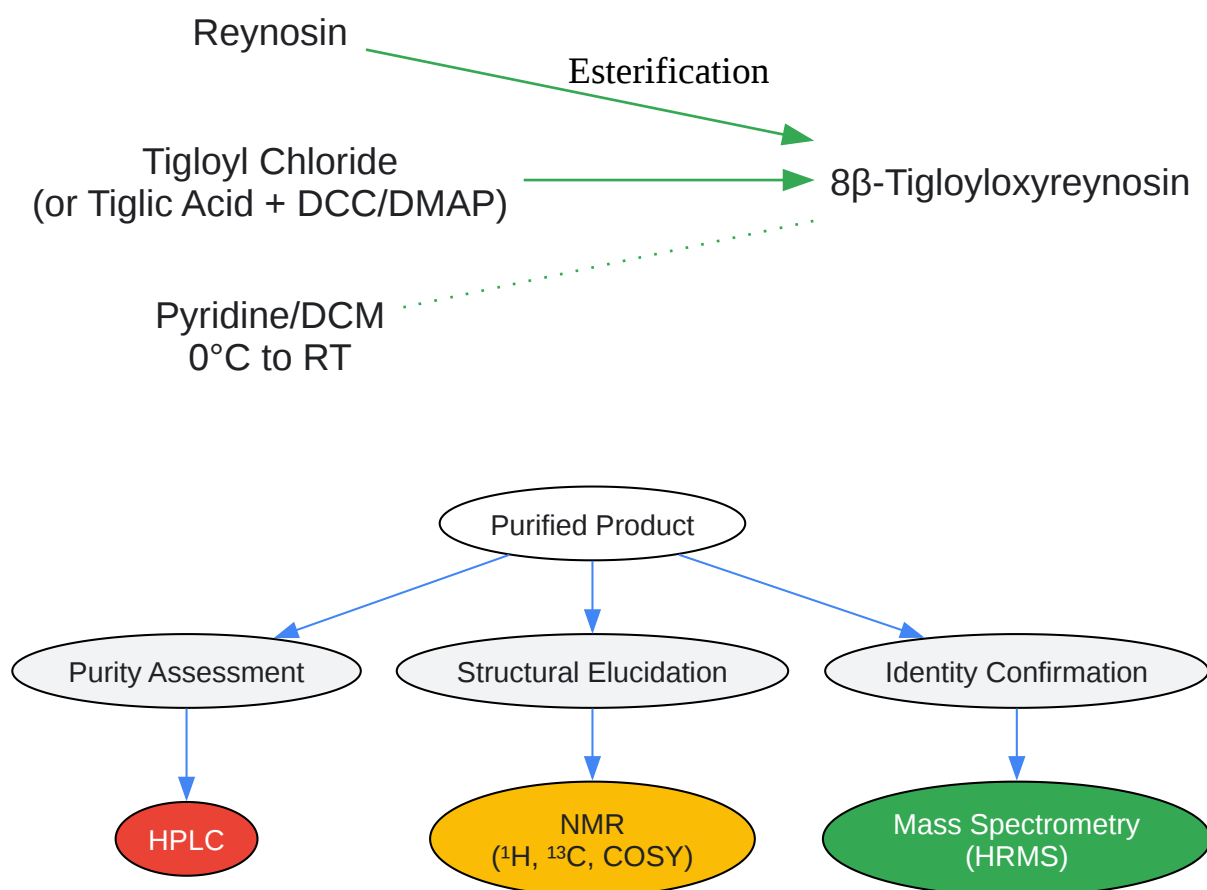 Reynosin
Esterification
Tigloyl Chloride
(or Tiglic Acid + DCC/DMAP)
8β-Tigloyloxyreynosin
Pyridine/DCM
0°C to RT
Purified Product
Purity Assessment
Structural Elucidation
Identity Confirmation
HPLC
NMR
(¹H, ¹³C, COSY)
Mass Spectrometry
(HRMS)